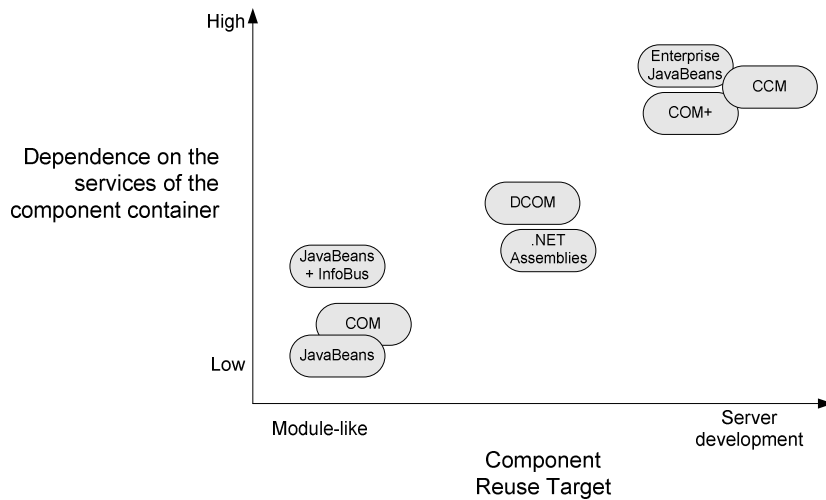 High
Enterprise
JavaBeans
CCM
COM+
Dependence on the
services of the
component container
DCOM
.NET
Assemblies
JavaBeans
+ InfoBus
COM
JavaBeans
Low
Module-like
Server
development
Component
Reuse Target